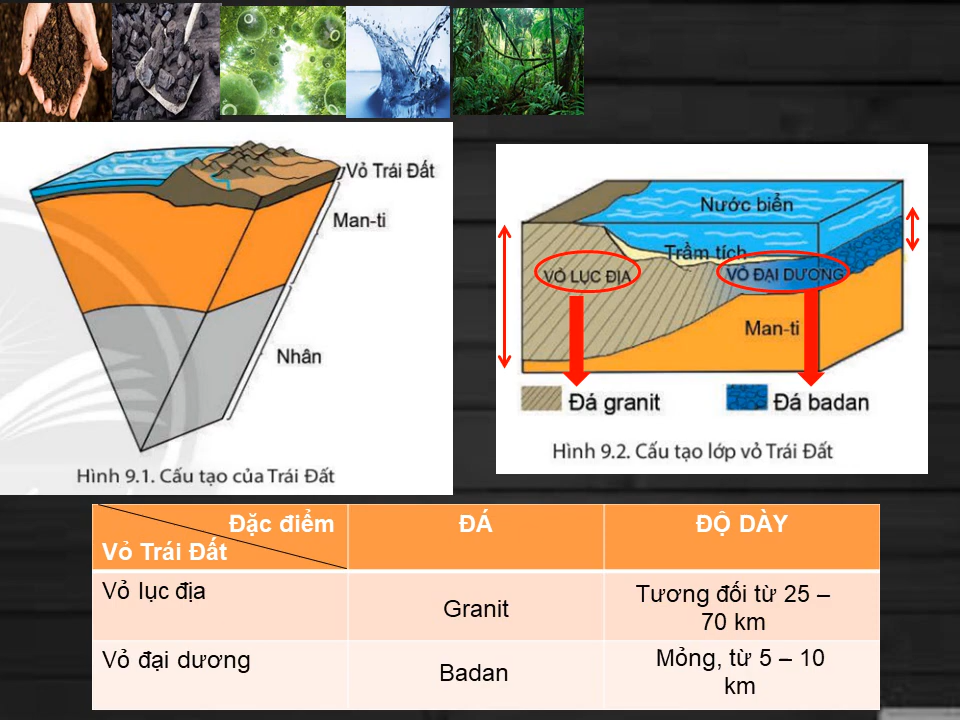 Vỏ Trái Đất
Man-ti
Nhân
Hình 9.1. Cấu tạo của Trái Đất
Nước biển
Trầm tích
VỎ LỤC ĐỊA
VỎ ĐẠI DƯƠNG
Man-ti
Đá granit
Đá badan
Hình 9.2. Cấu tạo lớp vỏ Trái Đất
Đặc điểm
Vỏ Trái Đất
ĐÁ
ĐỘ DÀY
Vỏ lục địa
Granit
Tương đối từ 25 –
70 km
Vỏ đại dương
Badan
Mỏng, từ 5 – 10
km